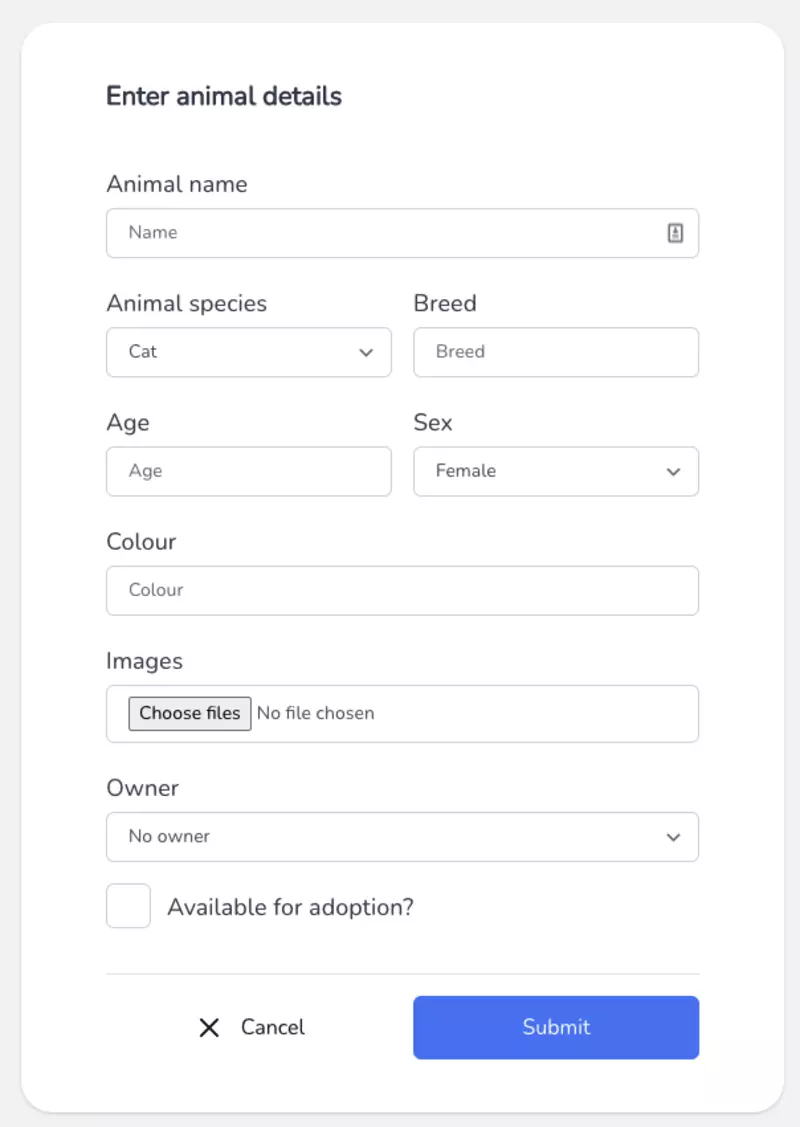 Enter animal details
Animal name
Name
Animal species Breed
Cat Breed
Age Sex
Age Female
Colour
Colour
Images
Choose files No file chosen
Owner
No owner
Available for adoption?
Cancel Submit